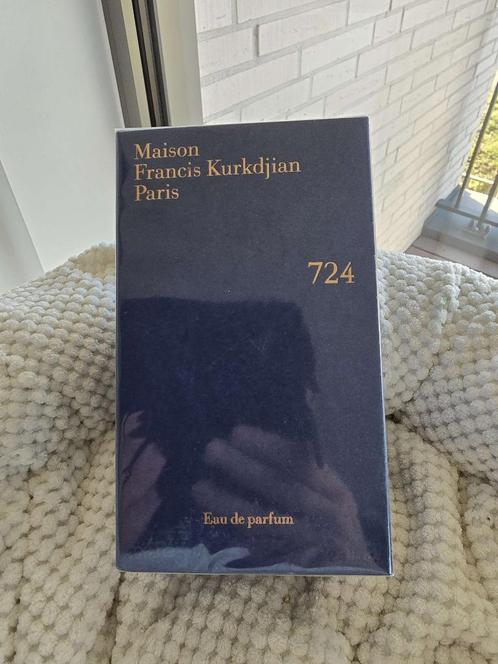 Maison
Francis Kurkdjian
Paris
724
Eau de parfum